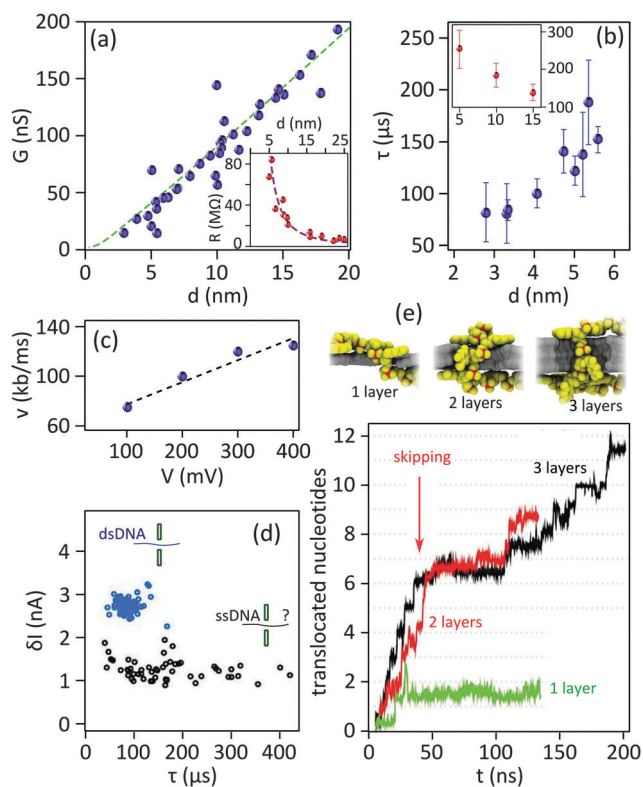 (a)
G (nS)
200
150
100
50
0
0 5 10 15 20
d (nm)
d (nm)
5 15 26
R (MΩ)
80
60
40
20
0
(b)
τ (μs)
250
200
150
100
50
2 3 4 5 6
d (nm)
300
200
100
5 10 15
(c)
v (kb/ms)
140
100
60
100 200 300 400
V (mV)
(d)
δI (nA)
4
3
2
1
0
0 100 200 300 400
τ (μs)
dsDNA
ssDNA ?
(e)
1 layer
2 layers
3 layers
translocated nucleotides
12
10
8
6
4
2
0
0 50 100 150 200
t (ns)
skipping
3 layers
2 layers
1 layer